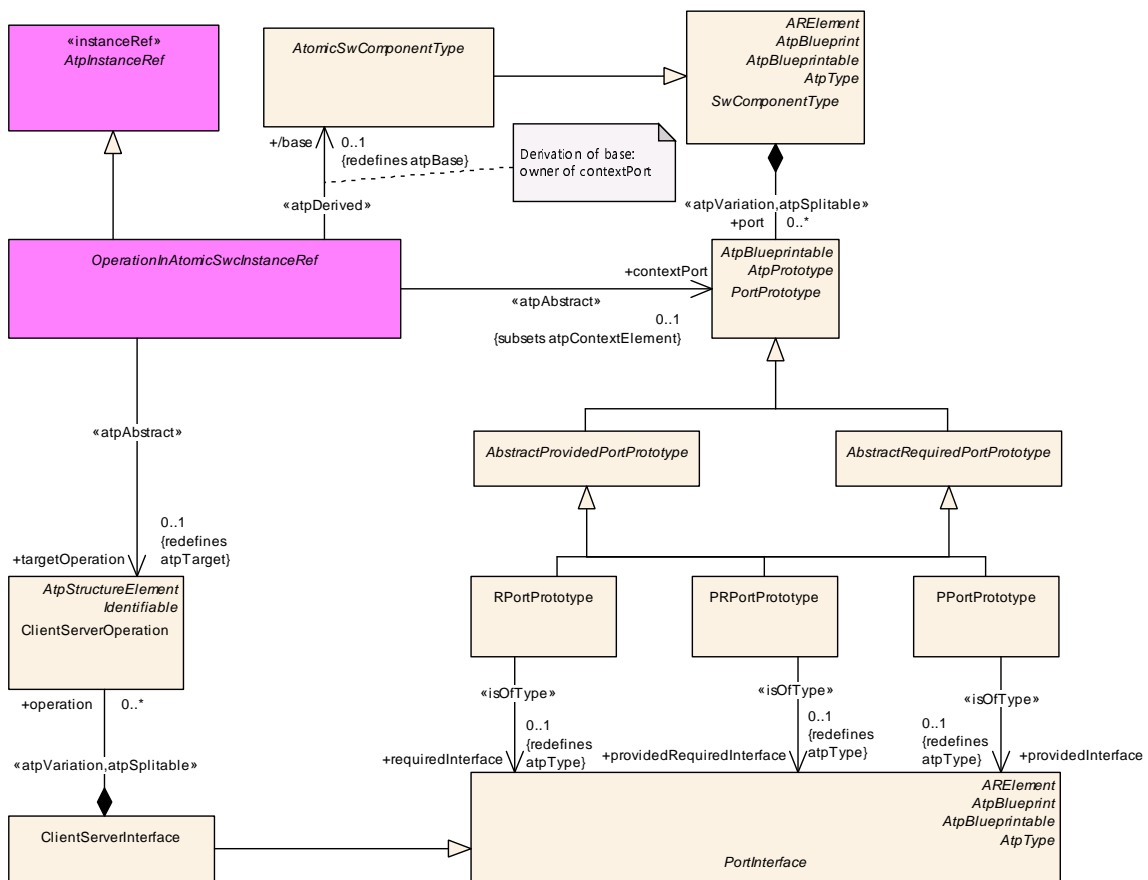 «instanceRef»
AtpInstanceRef
AtomicSwComponentType
ARElement
AtpBlueprint
AtpBlueprintable
AtpType
SwComponentType
+/base
0..1
{redefines atpBase}
Derivation of base:
owner of contextPort
«atpDerived»
«atpVariation,atpSplitable»
+port
0..*
OperationInAtomicSwcInstanceRef
+contextPort
«atpAbstract»
0..1
{subsets atpContextElement}
AtpBlueprintable
AtpPrototype
PortPrototype
«atpAbstract»
AbstractProvidedPortPrototype
AbstractRequiredPortPrototype
+targetOperation
0..1
{redefines
atpTarget}
AtpStructureElement
Identifiable
ClientServerOperation
RPortPrototype
PRPortPrototype
PPortPrototype
+operation
0..*
«isOfType»
«isOfType»
«isOfType»
«atpVariation,atpSplitable»
+requiredInterface
0..1
{redefines
atpType}
+providedRequiredInterface
0..1
{redefines
atpType}
0..1
{redefines
atpType}
+providedInterface
ClientServerInterface
ARElement
AtpBlueprint
AtpBlueprintable
AtpType
PortInterface